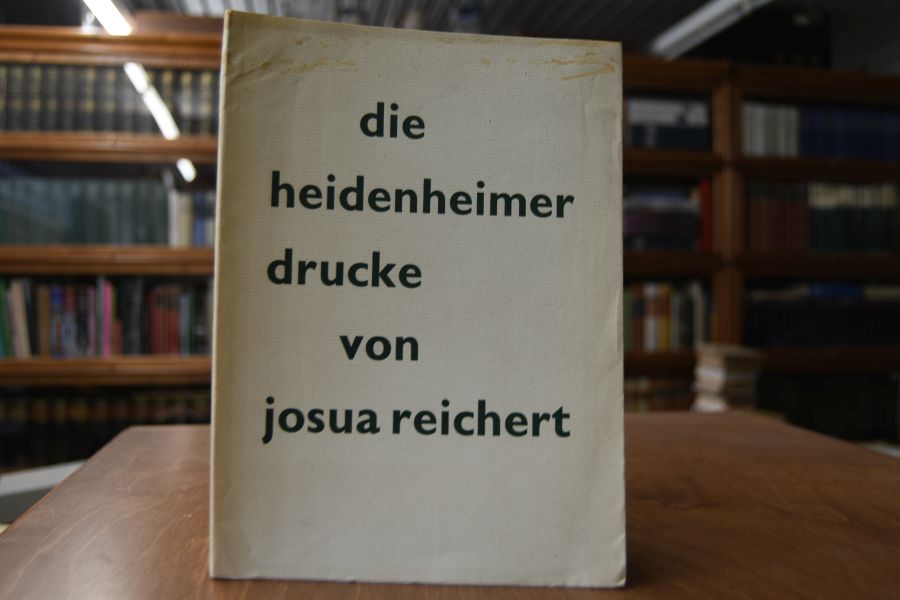 die
heidenheimer
drucke
von
josua reichert